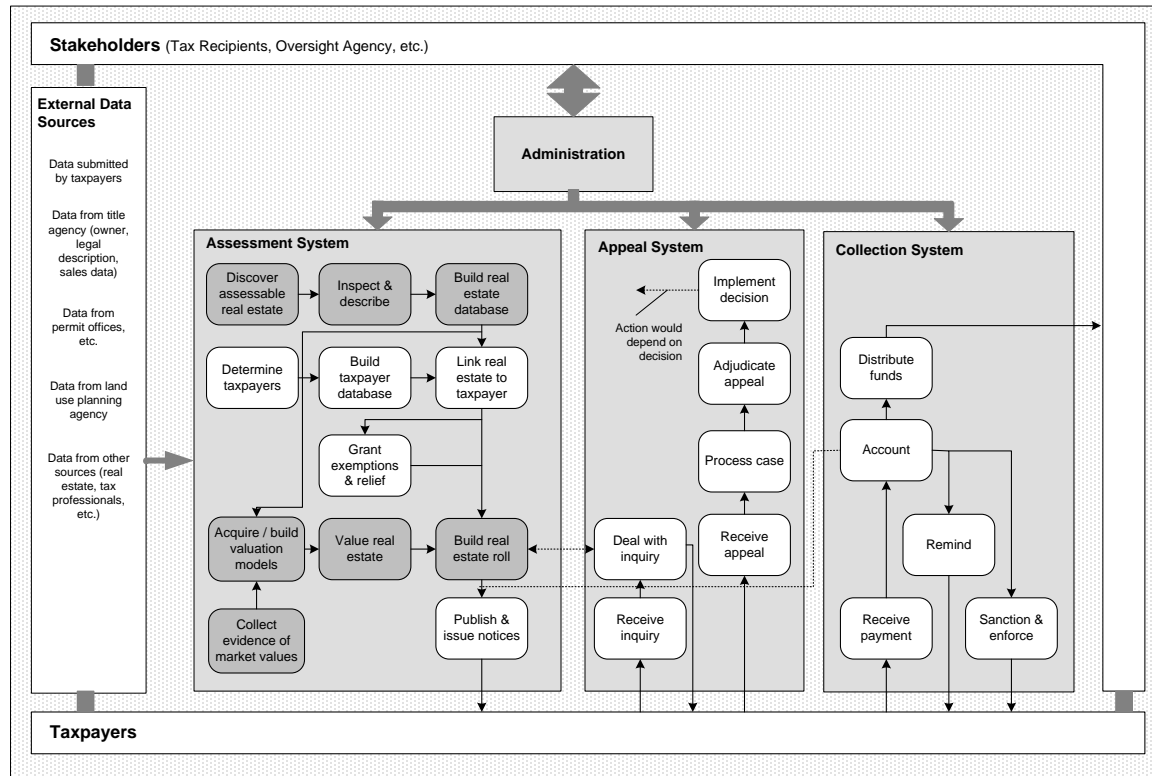 Stakeholders (Tax Recipients, Oversight Agency, etc.)
External Data
Sources
Data submitted
by taxpayers
Data from title
agency (owner,
legal
description,
sales data)
Data from
permit offices,
etc.
Data from land
use planning
agency
Data from other
sources (real
estate, tax
professionals,
etc.)
Administration
Assessment System
Discover
assessable
real estate
Inspect &
describe
Build real
estate
database
Determine
taxpayers
Build
taxpayer
database
Link real
estate to
taxpayer
Grant
exemptions
& relief
Acquire / build
valuation
models
Value real
estate
Build real
estate roll
Collect
evidence of
market values
Publish &
issue notices
Appeal System
Implement
decision
Action would
depend on
decision
Adjudicate
appeal
Process case
Deal with
inquiry
Receive
appeal
Receive
inquiry
Collection System
Distribute
funds
Account
Remind
Receive
payment
Sanction &
enforce
Taxpayers